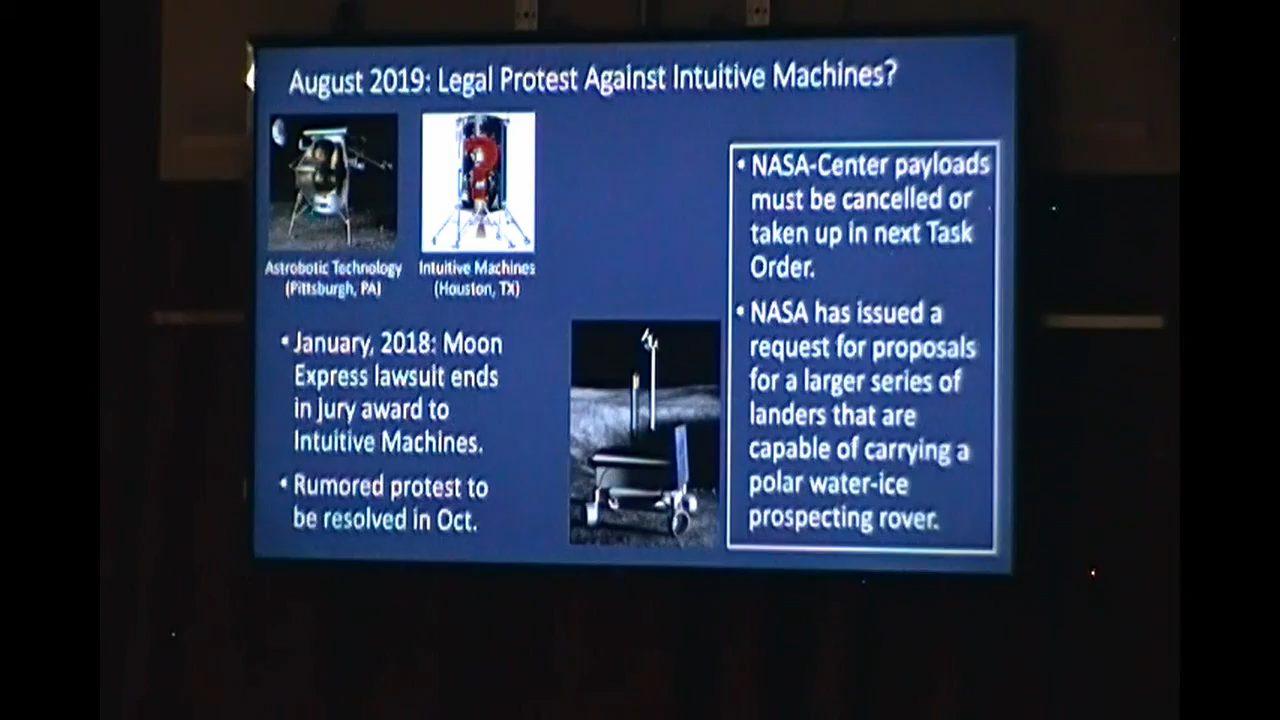 August 2019: Legal Protest Against Intuitive Machines?
?
Astrobotic Technology
(Pittsburgh, PA)
Intuitive Machines
(Houston, TX)
• January, 2018: Moon
Express lawsuit ends
in Jury award to
Intuitive Machines.
• Rumored protest to
be resolved in Oct.
• NASA-Center payloads
must be cancelled or
taken up in next Task
Order.
• NASA has issued a
request for proposals
for a larger series of
landers that are
capable of carrying a
polar water-ice
prospecting rover.